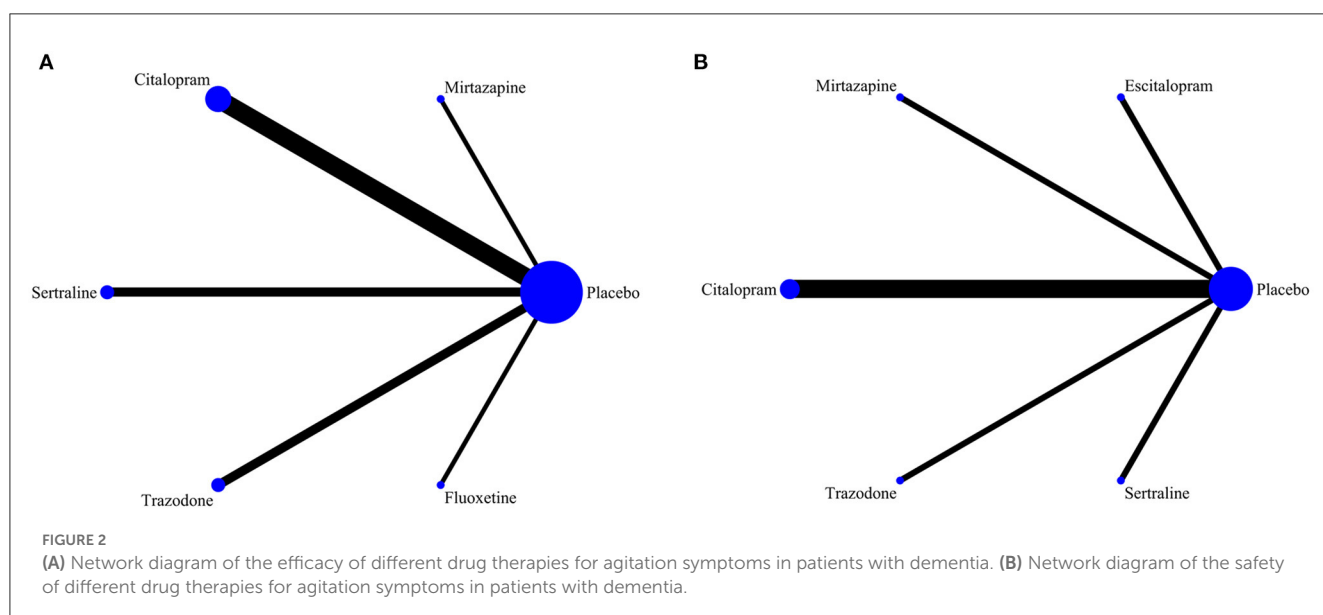 A
Citalopram
Mirtazapine
Sertraline
Placebo
Trazodone
Fluoxetine
B
Mirtazapine
Escitalopram
Citalopram
Placebo
Trazodone
Sertraline
FIGURE 2
(A) Network diagram of the efficacy of different drug therapies for agitation symptoms in patients with dementia. (B) Network diagram of the safety
of different drug therapies for agitation symptoms in patients with dementia.